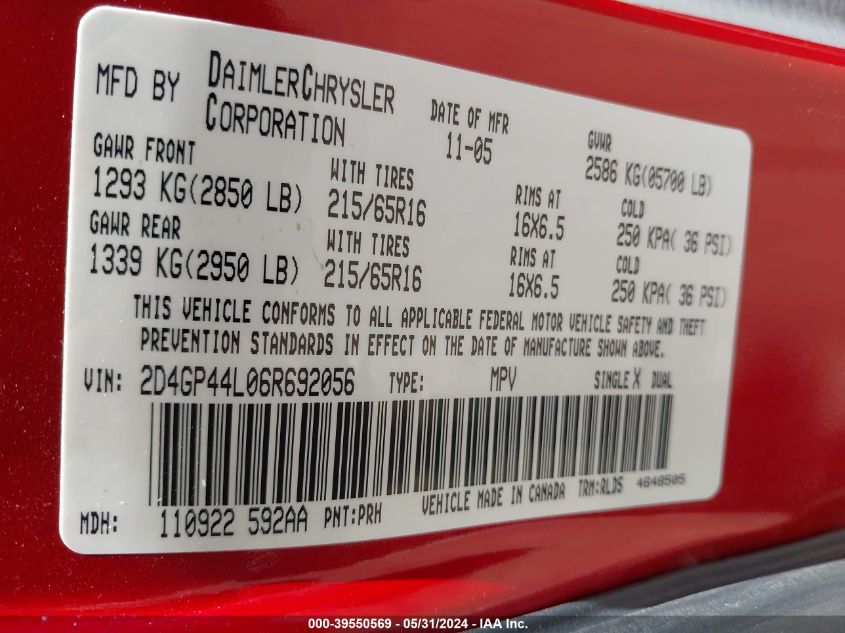 MFD BY DAIMLERCHRYSLER CORPORATION
DATE OF MFR 11-05
GVWR 2586 KG(05700 LB)
GAWR FRONT 1293 KG(2850 LB)
WITH TIRES 215/65R16
RIMS AT 16X6.5
COLD 250 KPA( 36 PSI)
GAWR REAR 1339 KG(2950 LB)
WITH TIRES 215/65R16
RIMS AT 16X6.5
COLD 250 KPA( 36 PSI)
THIS VEHICLE CONFORMS TO ALL APPLICABLE FEDERAL MOTOR VEHICLE SAFETY AND THEFT
PREVENTION STANDARDS IN EFFECT ON THE DATE OF MANUFACTURE SHOWN ABOVE.
VIN: 2D4GP44L06R692056 TYPE: MPV SINGLE X DUAL
MDH: 110922 592AA PNT:PRH VEHICLE MADE IN CANADA TRM:RLDS 4648505
000-39550569 - 05/31/2024 - IAA Inc.